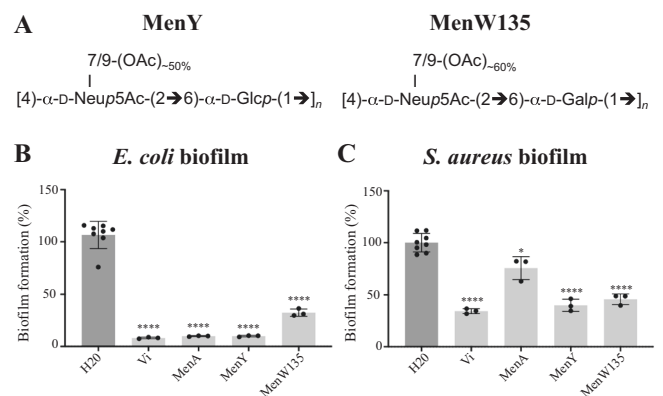 A MenY MenW135
7/9-(OAc)~50% 7/9-(OAc)~60%
[4)-α-D-Neup5Ac-(2➔6)-α-D-Glcp-(1➔]n [4)-α-D-Neup5Ac-(2➔6)-α-D-Galp-(1➔]n
B E. coli biofilm
Biofilm formation (%)
150
100
50
0
**** **** **** ****
H20 Vi MenA MenY MenW135
C S. aureus biofilm
Biofilm formation (%)
150
100
50
0
**** * **** ****
H20 Vi MenA MenY MenW135